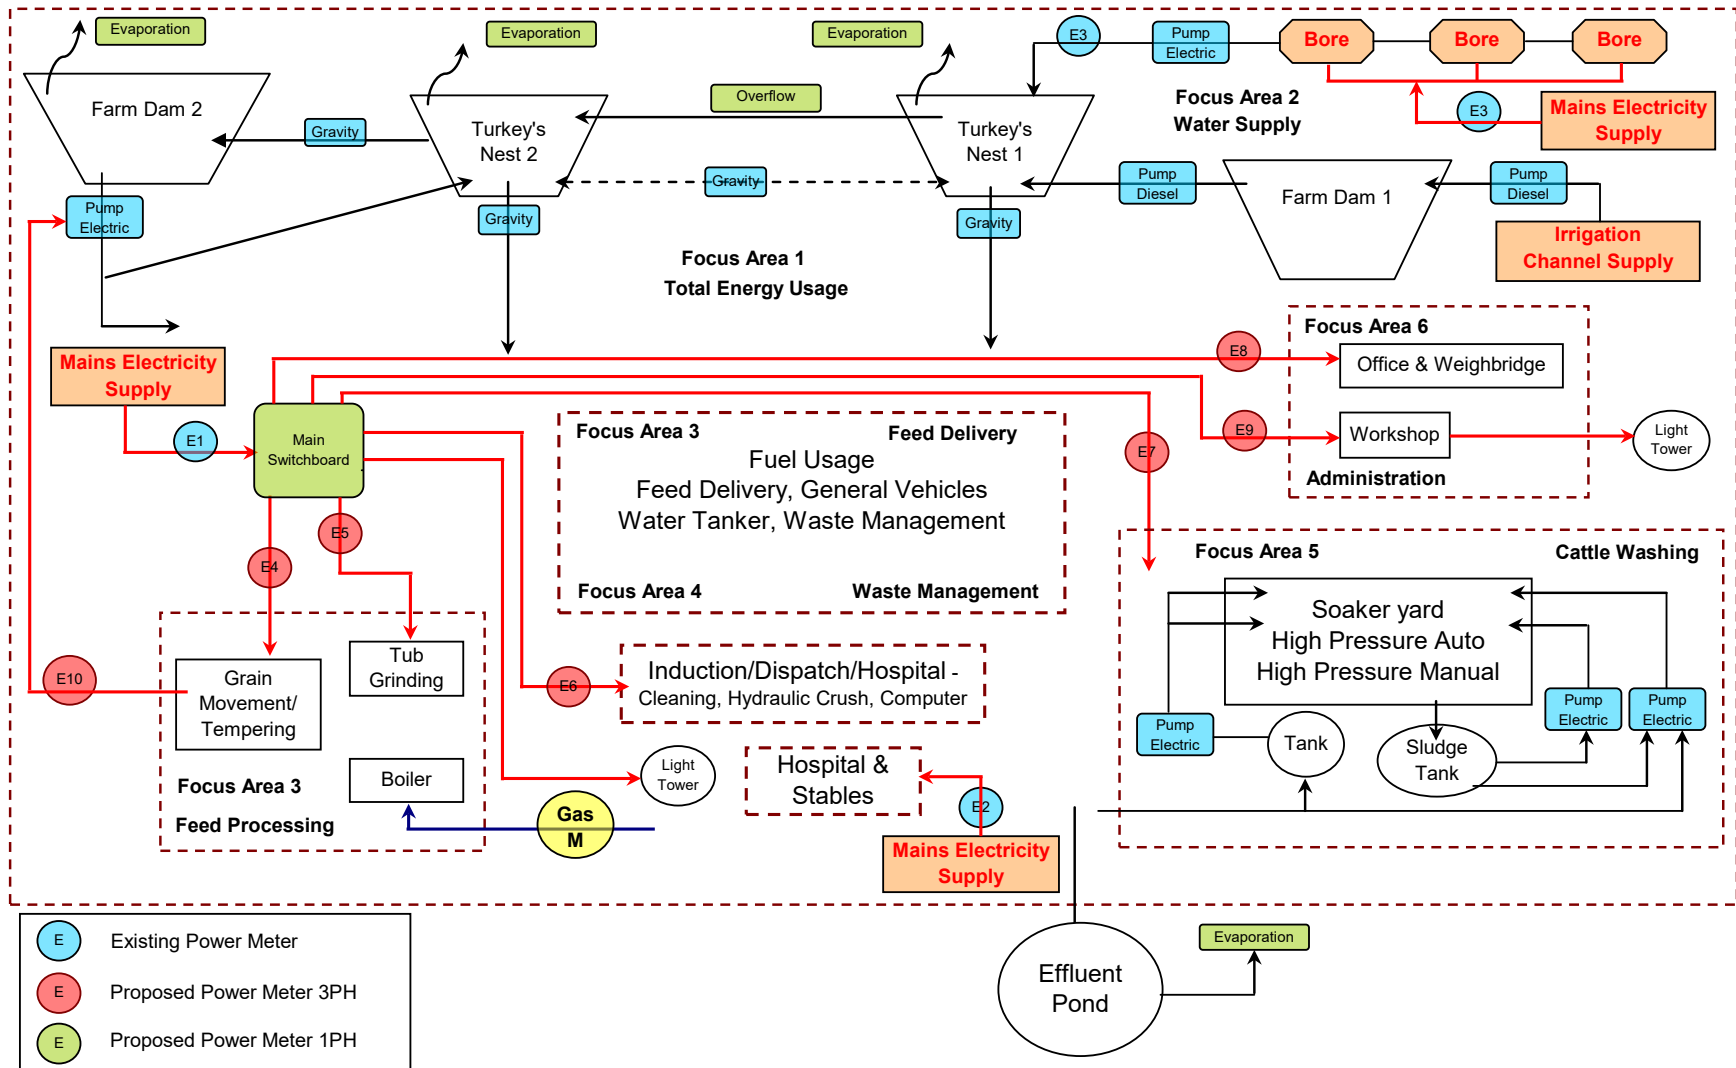 Evaporation
Evaporation
Evaporation
E3
Pump
Electric
Bore
Bore
Bore
Farm Dam 2
Overflow
Focus Area 2
Water Supply
E3
Mains Electricity
Supply
Gravity
Turkey's
Nest 2
Turkey's
Nest 1
Gravity
Pump
Diesel
Farm Dam 1
Pump
Diesel
Pump
Electric
Gravity
Gravity
Irrigation
Channel Supply
Focus Area 1
Total Energy Usage
Mains Electricity
Supply
E8
Focus Area 6
Office & Weighbridge
E1
Main
Switchboard
Focus Area 3
Feed Delivery
Fuel Usage
Feed Delivery, General Vehicles
Water Tanker, Waste Management
Focus Area 4
Waste Management
E7
E9
Workshop
Light
Tower
Administration
E5
E4
Focus Area 5
Cattle Washing
Soaker yard
High Pressure Auto
High Pressure Manual
E10
Grain
Movement/
Tempering
Tub
Grinding
E6
Induction/Dispatch/Hospital -
Cleaning, Hydraulic Crush, Computer
Pump
Electric
Tank
Sludge
Tank
Pump
Electric
Pump
Electric
Focus Area 3
Feed Processing
Boiler
Gas
M
Light
Tower
Hospital &
Stables
E2
Mains Electricity
Supply
E
Existing Power Meter
E
Proposed Power Meter 3PH
E
Proposed Power Meter 1PH
Effluent
Pond
Evaporation